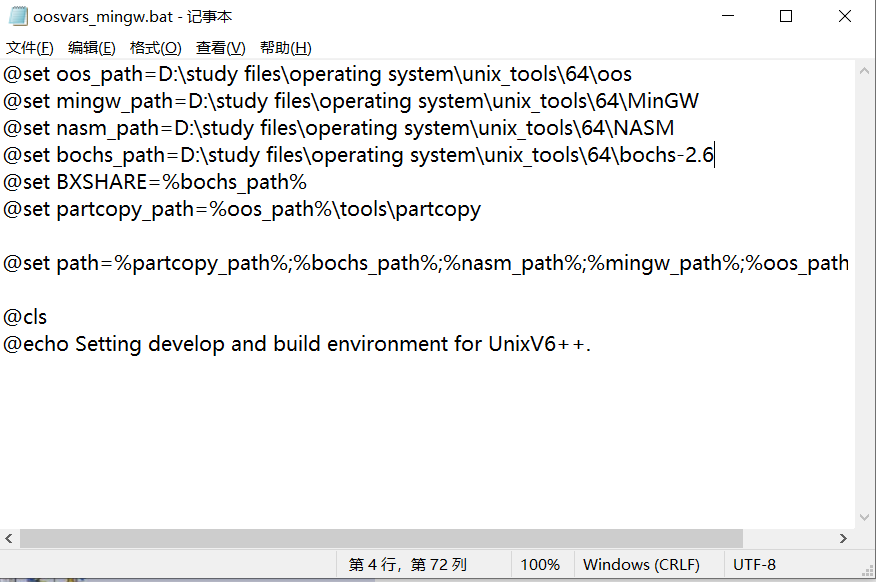 oosvars_mingw.bat - 记事本
文件(F) 编辑(E) 格式(O) 查看(V) 帮助(H)
@set oos_path=D:\study files\operating system\unix_tools\64\oos
@set mingw_path=D:\study files\operating system\unix_tools\64\MinGW
@set nasm_path=D:\study files\operating system\unix_tools\64\NASM
@set bochs_path=D:\study files\operating system\unix_tools\64\bochs-2.6
@set BXSHARE=%bochs_path%
@set partcopy_path=%oos_path%\tools\partcopy
@set path=%partcopy_path%;%bochs_path%;%nasm_path%;%mingw_path%;%oos_path
@cls
@echo Setting develop and build environment for UnixV6++.
第 4 行，第 72 列 100% Windows (CRLF) UTF-8